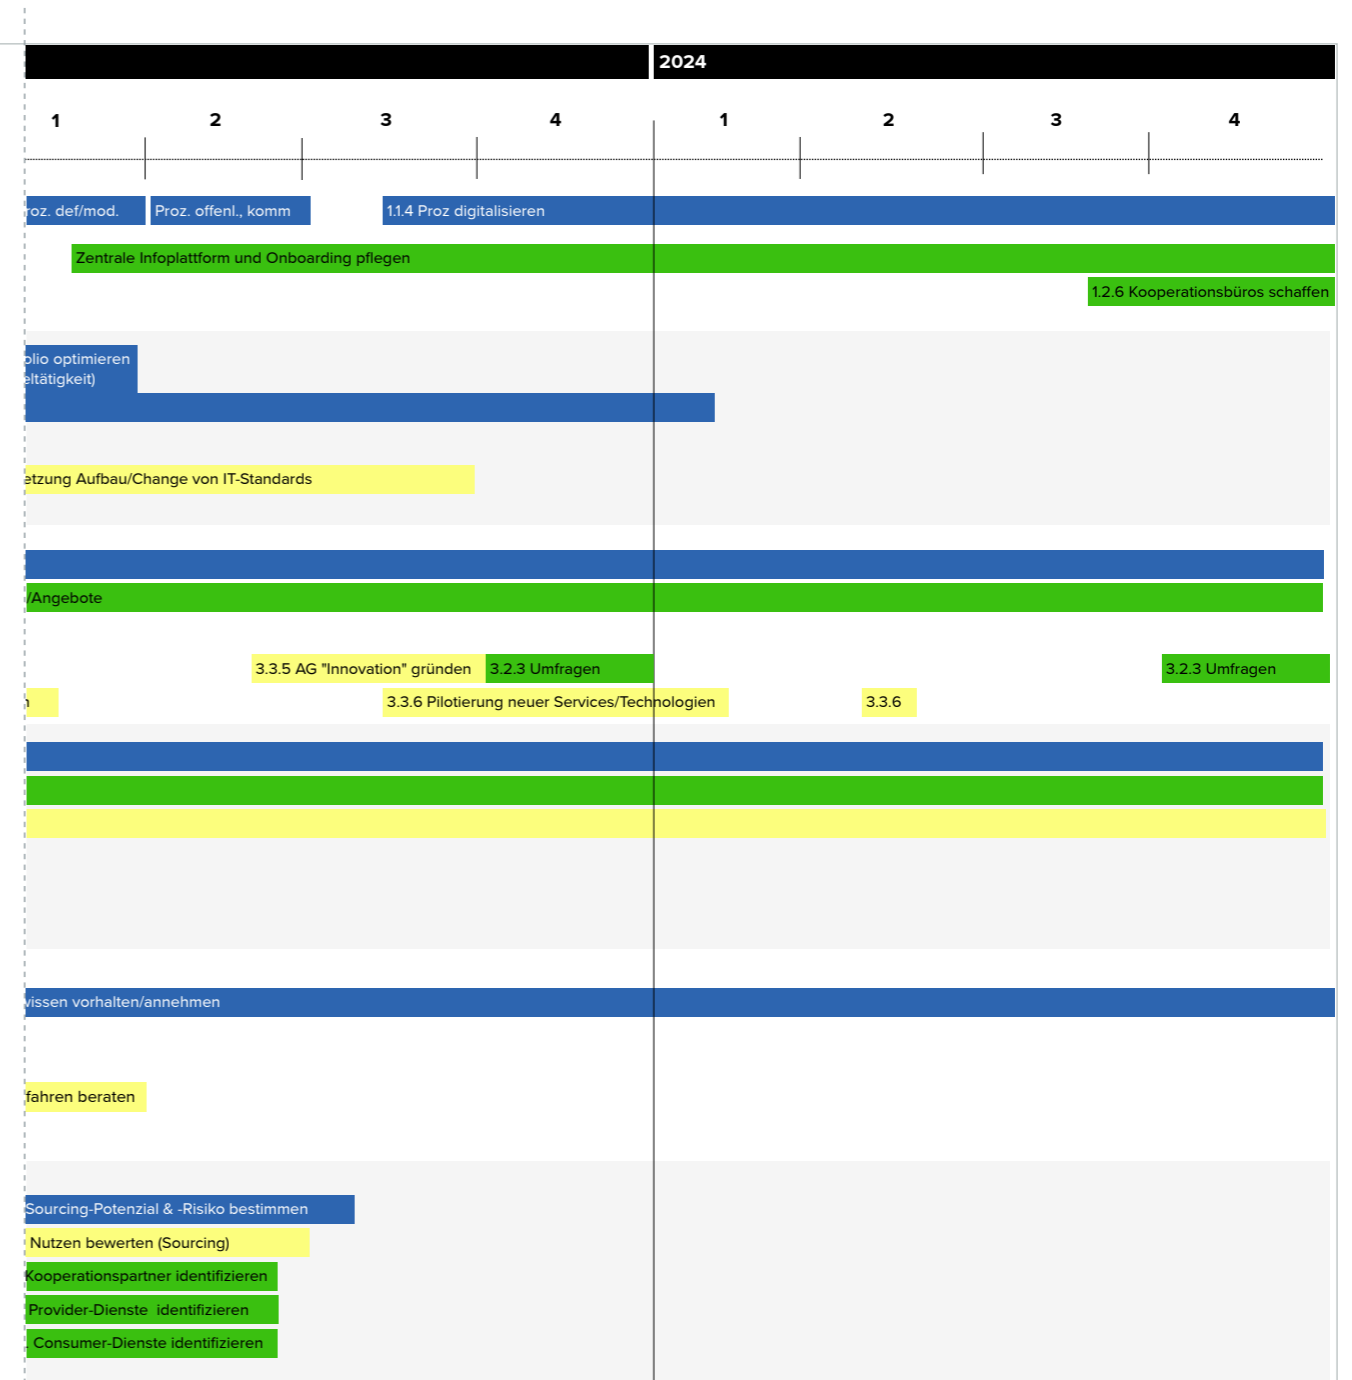 2024
1 2 3 4 1 2 3 4
roz. def/mod. Proz. offenl., komm 1.1.4 Proz digitalisieren
Zentrale Infoplattform und Onboarding pflegen
1.2.6 Kooperationsbüros schaffen
olio optimieren
eltätigkeit)
etzung Aufbau/Change von IT-Standards
/Angebote
3.3.5 AG "Innovation" gründen 3.2.3 Umfragen 3.2.3 Umfragen
3.3.6 Pilotierung neuer Services/Technologien 3.3.6
wissen vorhalten/annehmen
fahren beraten
Sourcing-Potenzial & -Risiko bestimmen
Nutzen bewerten (Sourcing)
Kooperationspartner identifizieren
Provider-Dienste identifizieren
. Consumer-Dienste identifizieren